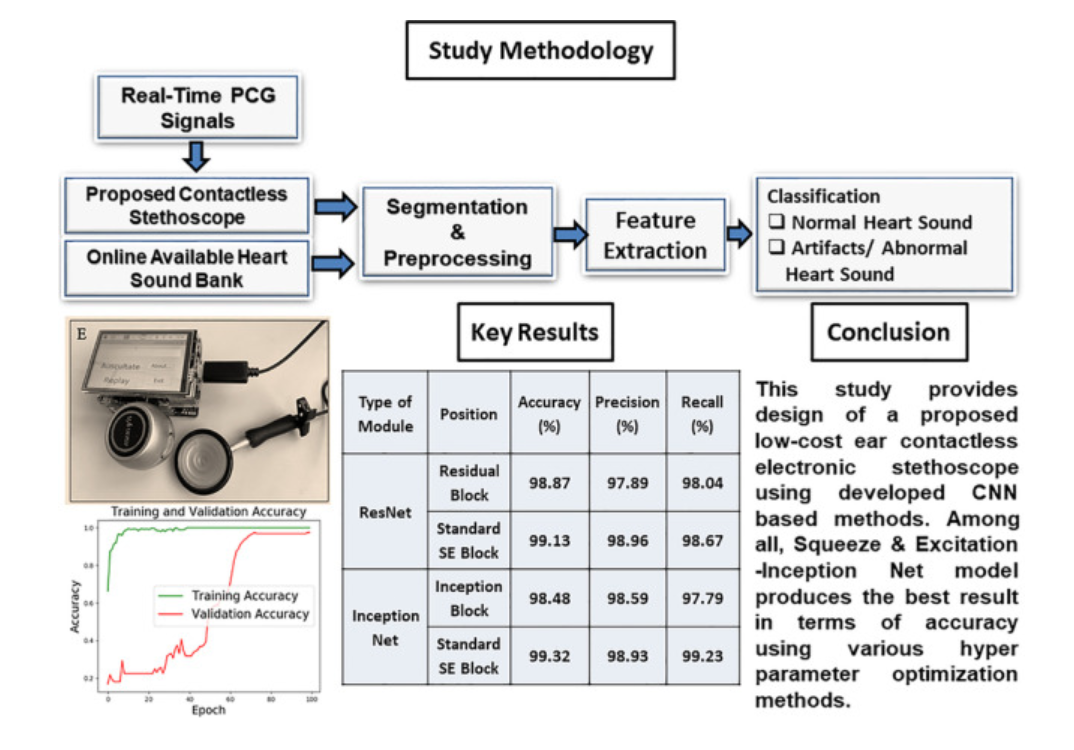 Study Methodology
Real-Time PCG
Signals
Proposed Contactless
Stethoscope
Online Available Heart
Sound Bank
Segmentation
&
Preprocessing
Feature
Extraction
Classification
❑ Normal Heart Sound
❑ Artifacts/ Abnormal
Heart Sound
E
Auscultate
Replay
Exit
Training and Validation Accuracy
Accuracy
1.0
0.8
0.6
0.4
0.2
Training Accuracy
Validation Accuracy
0 20 40 60 80 100
Epoch
Key Results
Type of Module Position Accuracy (%) Precision (%) Recall (%)
ResNet Residual Block 98.87 97.89 98.04
Standard SE Block 99.13 98.96 98.67
Inception Net Inception Block 98.48 98.59 97.79
Standard SE Block 99.32 98.93 99.23
Conclusion
This study provides
design of a proposed
low-cost ear contactless
electronic stethoscope
using developed CNN
based methods. Among
all, Squeeze & Excitation
-Inception Net model
produces the best result
in terms of accuracy
using various hyper
parameter optimization
methods.